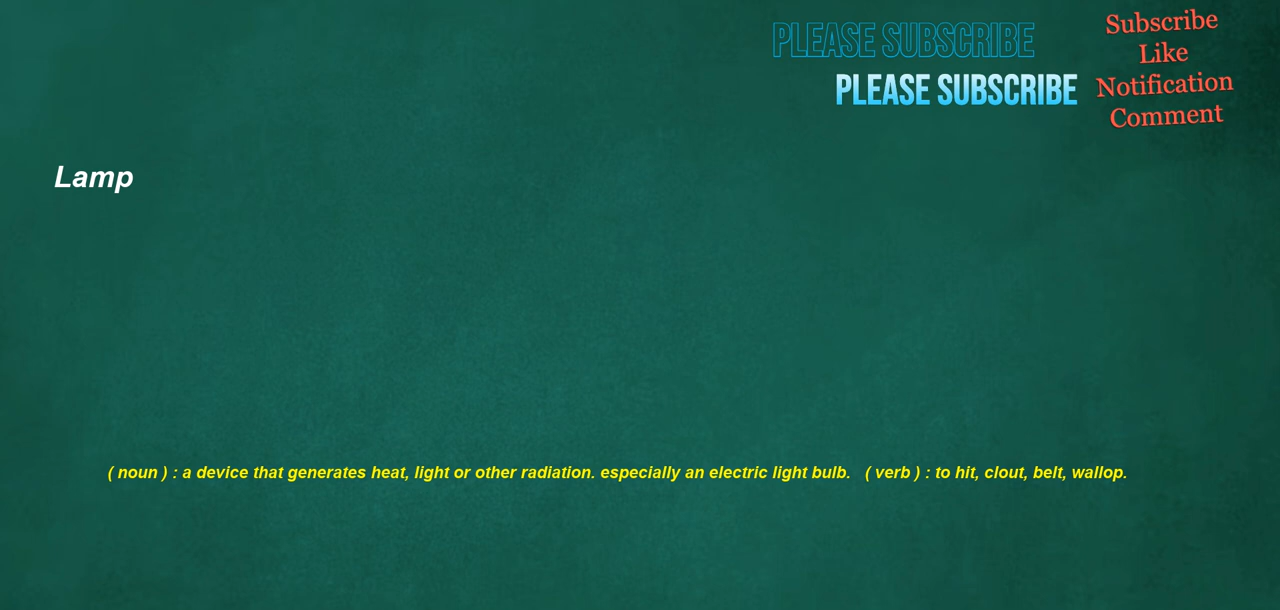 PLEASE SUBSCRIBE
PLEASE SUBSCRIBE
Subscribe
Like
Notification
Comment
Lamp
( noun ) : a device that generates heat, light or other radiation. especially an electric light bulb.   ( verb ) : to hit, clout, belt, wallop.